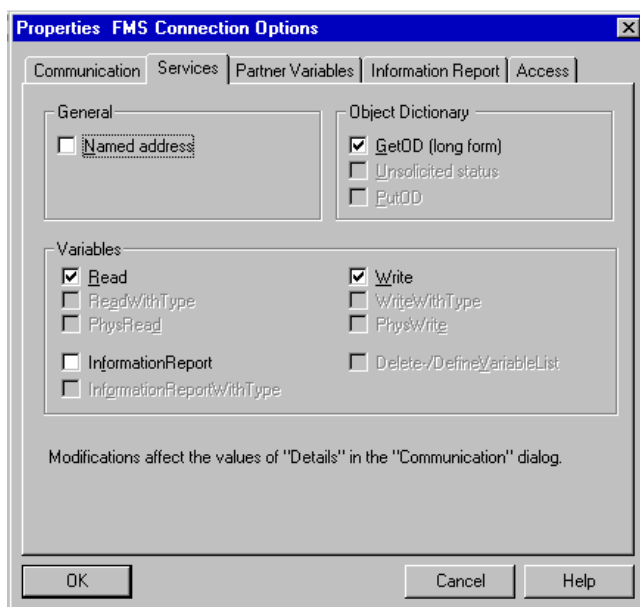 Properties FMS Connection Options
Communication Services Partner Variables Information Report Access
General
Named address
Object Dictionary
GetOD (long form)
Unsolicited status
PutOD
Variables
Read
Write
ReadWithType
WriteWithType
PhysRead
PhysWrite
InformationReport
Delete-/DefineVariableList
InformationReportWithType
Modifications affect the values of "Details" in the "Communication" dialog.
OK Cancel Help